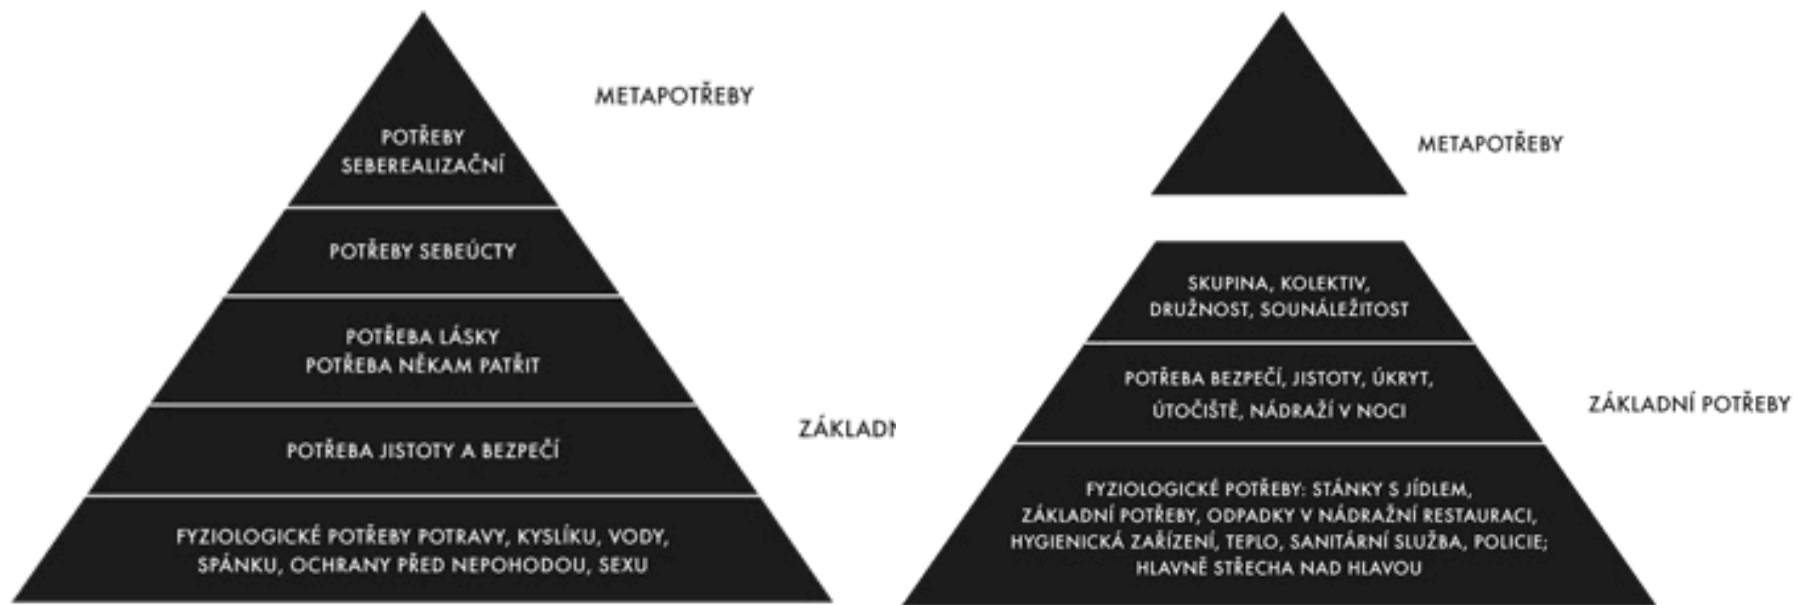 METAPOTŘEBY
POTŘEBY
SEBEREALIZAČNÍ
POTŘEBY SEBEÚCTY
POTŘEBA LÁSKY
POTŘEBA NĚKAM PATŘIT
ZÁKLADN
POTŘEBA JISTOTY A BEZPEČÍ
FYZIOLOGICKÉ POTŘEBY POTRAVY, KYSLÍKU, VODY,
SPÁNKU, OCHRANY PŘED NEPOHODOU, SEXU
METAPOTŘEBY
SKUPINA, KOLEKTIV,
DRUŽNOST, SOUNÁLEŽITOST
POTŘEBA BEZPEČÍ, JISTOTY, ÚKRYT,
ÚTOČIŠTĚ, NÁDRAŽÍ V NOCI
ZÁKLADNÍ POTŘEBY
FYZIOLOGICKÉ POTŘEBY: STÁNKY S JÍDLEM,
ZÁKLADNÍ POTŘEBY, ODPADKY V NÁDRAŽNÍ RESTAURACI,
HYGIENICKÁ ZAŘÍZENÍ, TEPLO, SANITÁRNÍ SLUŽBA, POLICIE;
HLAVNĚ STŘECHA NAD HLAVOU